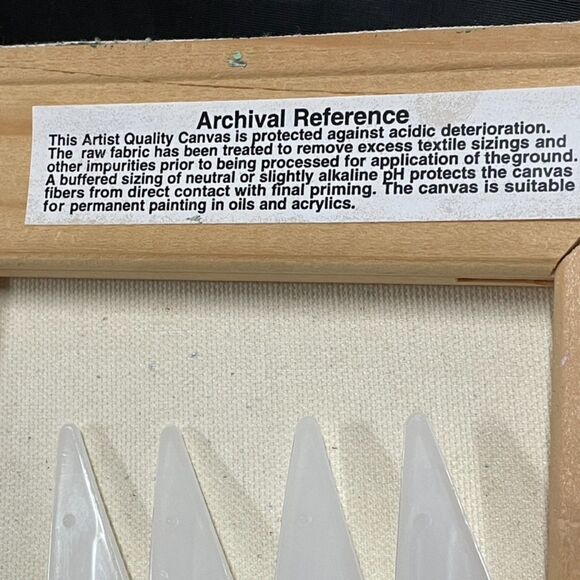 Archival Reference
This Artist Quality Canvas is protected against acidic deterioration.
The raw fabric has been treated to remove excess textile sizings and
other impurities prior to being processed for application of theground.
A buffered sizing of neutral or slightly alkaline pH protects the canvas
fibers from direct contact with final priming. The canvas is suitable
for permanent painting in oils and acrylics.